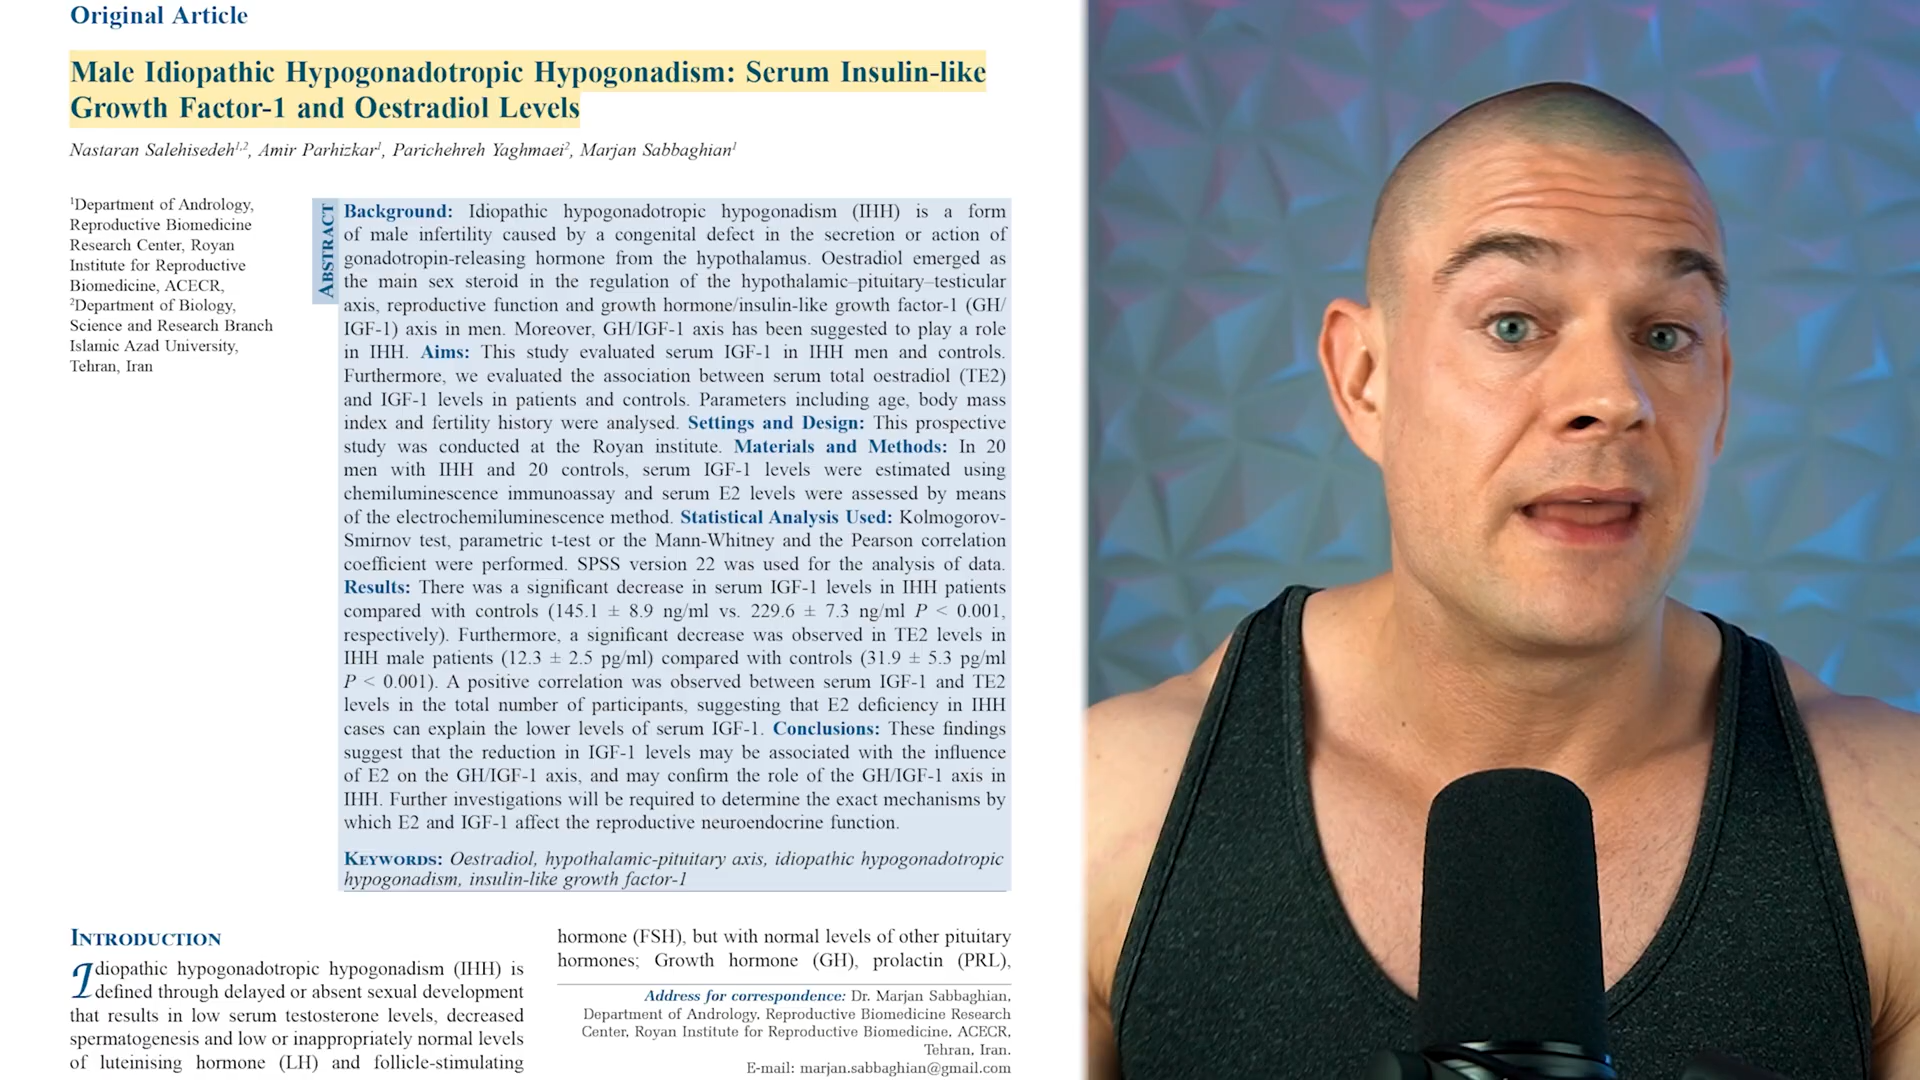 Original Article
Male Idiopathic Hypogonadotropic Hypogonadism: Serum Insulin-like
Growth Factor-1 and Oestradiol Levels
Nastaran Salehisedeh1,2, Amir Parhizkar1, Parichehreh Yaghmaei2, Marjan Sabbaghian1
1Department of Andrology,
Reproductive Biomedicine
Research Center, Royan
Institute for Reproductive
Biomedicine, ACECR,
2Department of Biology,
Science and Research Branch
Islamic Azad University,
Tehran, Iran
ABSTRACT
Background: Idiopathic hypogonadotropic hypogonadism (IHH) is a form
of male infertility caused by a congenital defect in the secretion or action of
gonadotropin-releasing hormone from the hypothalamus. Oestradiol emerged as
the main sex steroid in the regulation of the hypothalamic–pituitary–testicular
axis, reproductive function and growth hormone/insulin-like growth factor-1 (GH/
IGF-1) axis in men. Moreover, GH/IGF-1 axis has been suggested to play a role
in IHH. Aims: This study evaluated serum IGF-1 in IHH men and controls.
Furthermore, we evaluated the association between serum total oestradiol (TE2)
and IGF-1 levels in patients and controls. Parameters including age, body mass
index and fertility history were analysed. Settings and Design: This prospective
study was conducted at the Royan institute. Materials and Methods: In 20
men with IHH and 20 controls, serum IGF-1 levels were estimated using
chemiluminescence immunoassay and serum E2 levels were assessed by means
of the electrochemiluminescence method. Statistical Analysis Used: Kolmogorov-
Smirnov test, parametric t-test or the Mann-Whitney and the Pearson correlation
coefficient were performed. SPSS version 22 was used for the analysis of data.
Results: There was a significant decrease in serum IGF-1 levels in IHH patients
compared with controls (145.1 ± 8.9 ng/ml vs. 229.6 ± 7.3 ng/ml P < 0.001,
respectively). Furthermore, a significant decrease was observed in TE2 levels in
IHH male patients (12.3 ± 2.5 pg/ml) compared with controls (31.9 ± 5.3 pg/ml
P < 0.001). A positive correlation was observed between serum IGF-1 and TE2
levels in the total number of participants, suggesting that E2 deficiency in IHH
cases can explain the lower levels of serum IGF-1. Conclusions: These findings
suggest that the reduction in IGF-1 levels may be associated with the influence
of E2 on the GH/IGF-1 axis, and may confirm the role of the GH/IGF-1 axis in
IHH. Further investigations will be required to determine the exact mechanisms by
which E2 and IGF-1 affect the reproductive neuroendocrine function.
KEYWORDS: Oestradiol, hypothalamic-pituitary axis, idiopathic hypogonadotropic
hypogonadism, insulin-like growth factor-1
INTRODUCTION
Idiopathic hypogonadotropic hypogonadism (IHH) is
defined through delayed or absent sexual development
that results in low serum testosterone levels, decreased
spermatogenesis and low or inappropriately normal levels
of luteinising hormone (LH) and follicle-stimulating
hormone (FSH), but with normal levels of other pituitary
hormones; Growth hormone (GH), prolactin (PRL),
Address for correspondence: Dr. Marjan Sabbaghian,
Department of Andrology, Reproductive Biomedicine Research
Center, Royan Institute for Reproductive Biomedicine, ACECR,
Tehran, Iran.
E-mail: marjan.sabbaghian@gmail.com